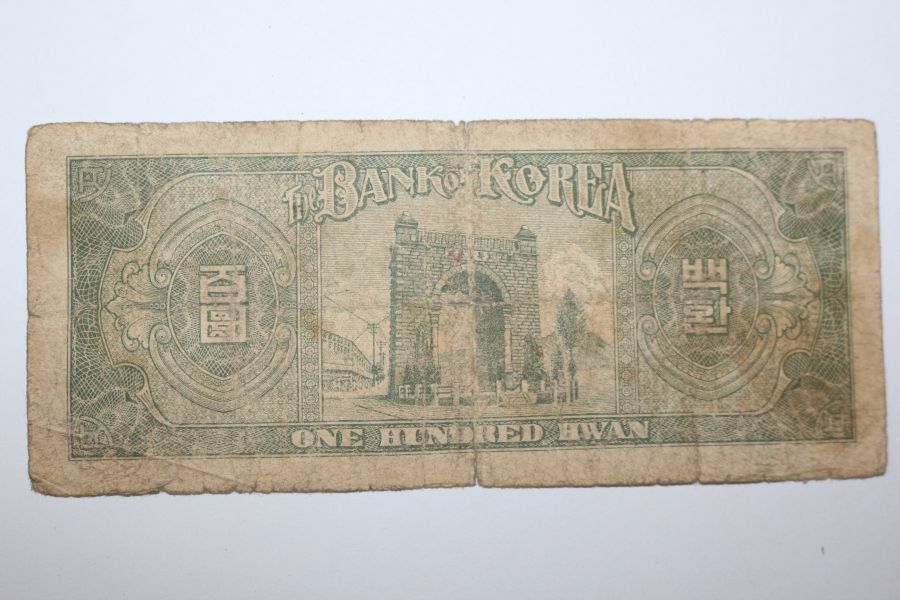 The BANK OF KOREA
百圜
백환
ONE HUNDRED HWAN